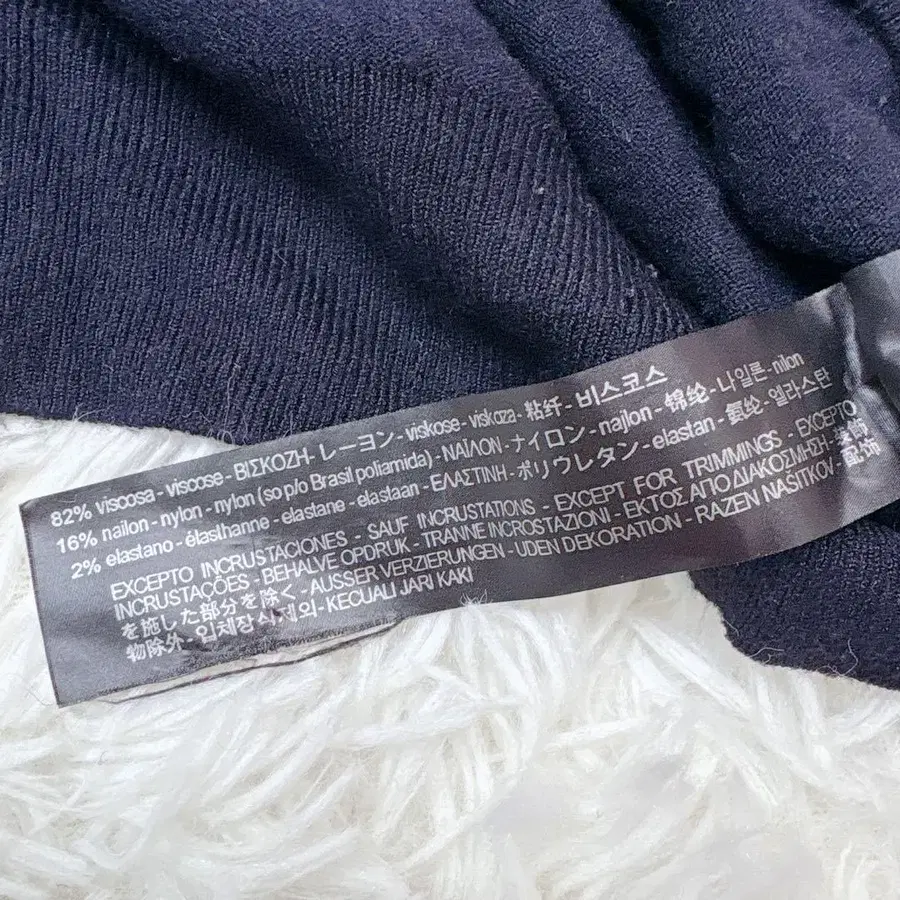 82% viscosa - viscose - ΒΙΣΚΟΖΗ - レーヨン - viskose - viskoza - 粘纤 - 비스코스
16% nailon - nylon - nylon (so p/o Brasil poliamida) - ΝΑΪΛΟΝ - ナイロン - najlon - 锦纶 - 나일론 - nilon
2% elastano - élasthanne - elastane - elastaan - ΕΛΑΣΤΙΝΗ - ポリウレタン - elastan - 氨纶 - 엘라스탄
EXCEPTO INCRUSTACIONES - SAUF INCRUSTATIONS - EXCEPT FOR TRIMMINGS - EXCEPTO
INCRUSTAÇÕES - BEHALVE OPDRUK - TRANNE INCROSTAZIONI - ΕΚΤΟΣ ΑΠΟ ΔΙΑΚΟΣΜΗΣΗ - 装飾
を施した部分を除く - AUSSER VERZIERUNGEN - UDEN DEKORATION - RAZEN NAŠITKOV - 配饰
物除外 - 입체장식제외 - KECUALI JARI KAKI